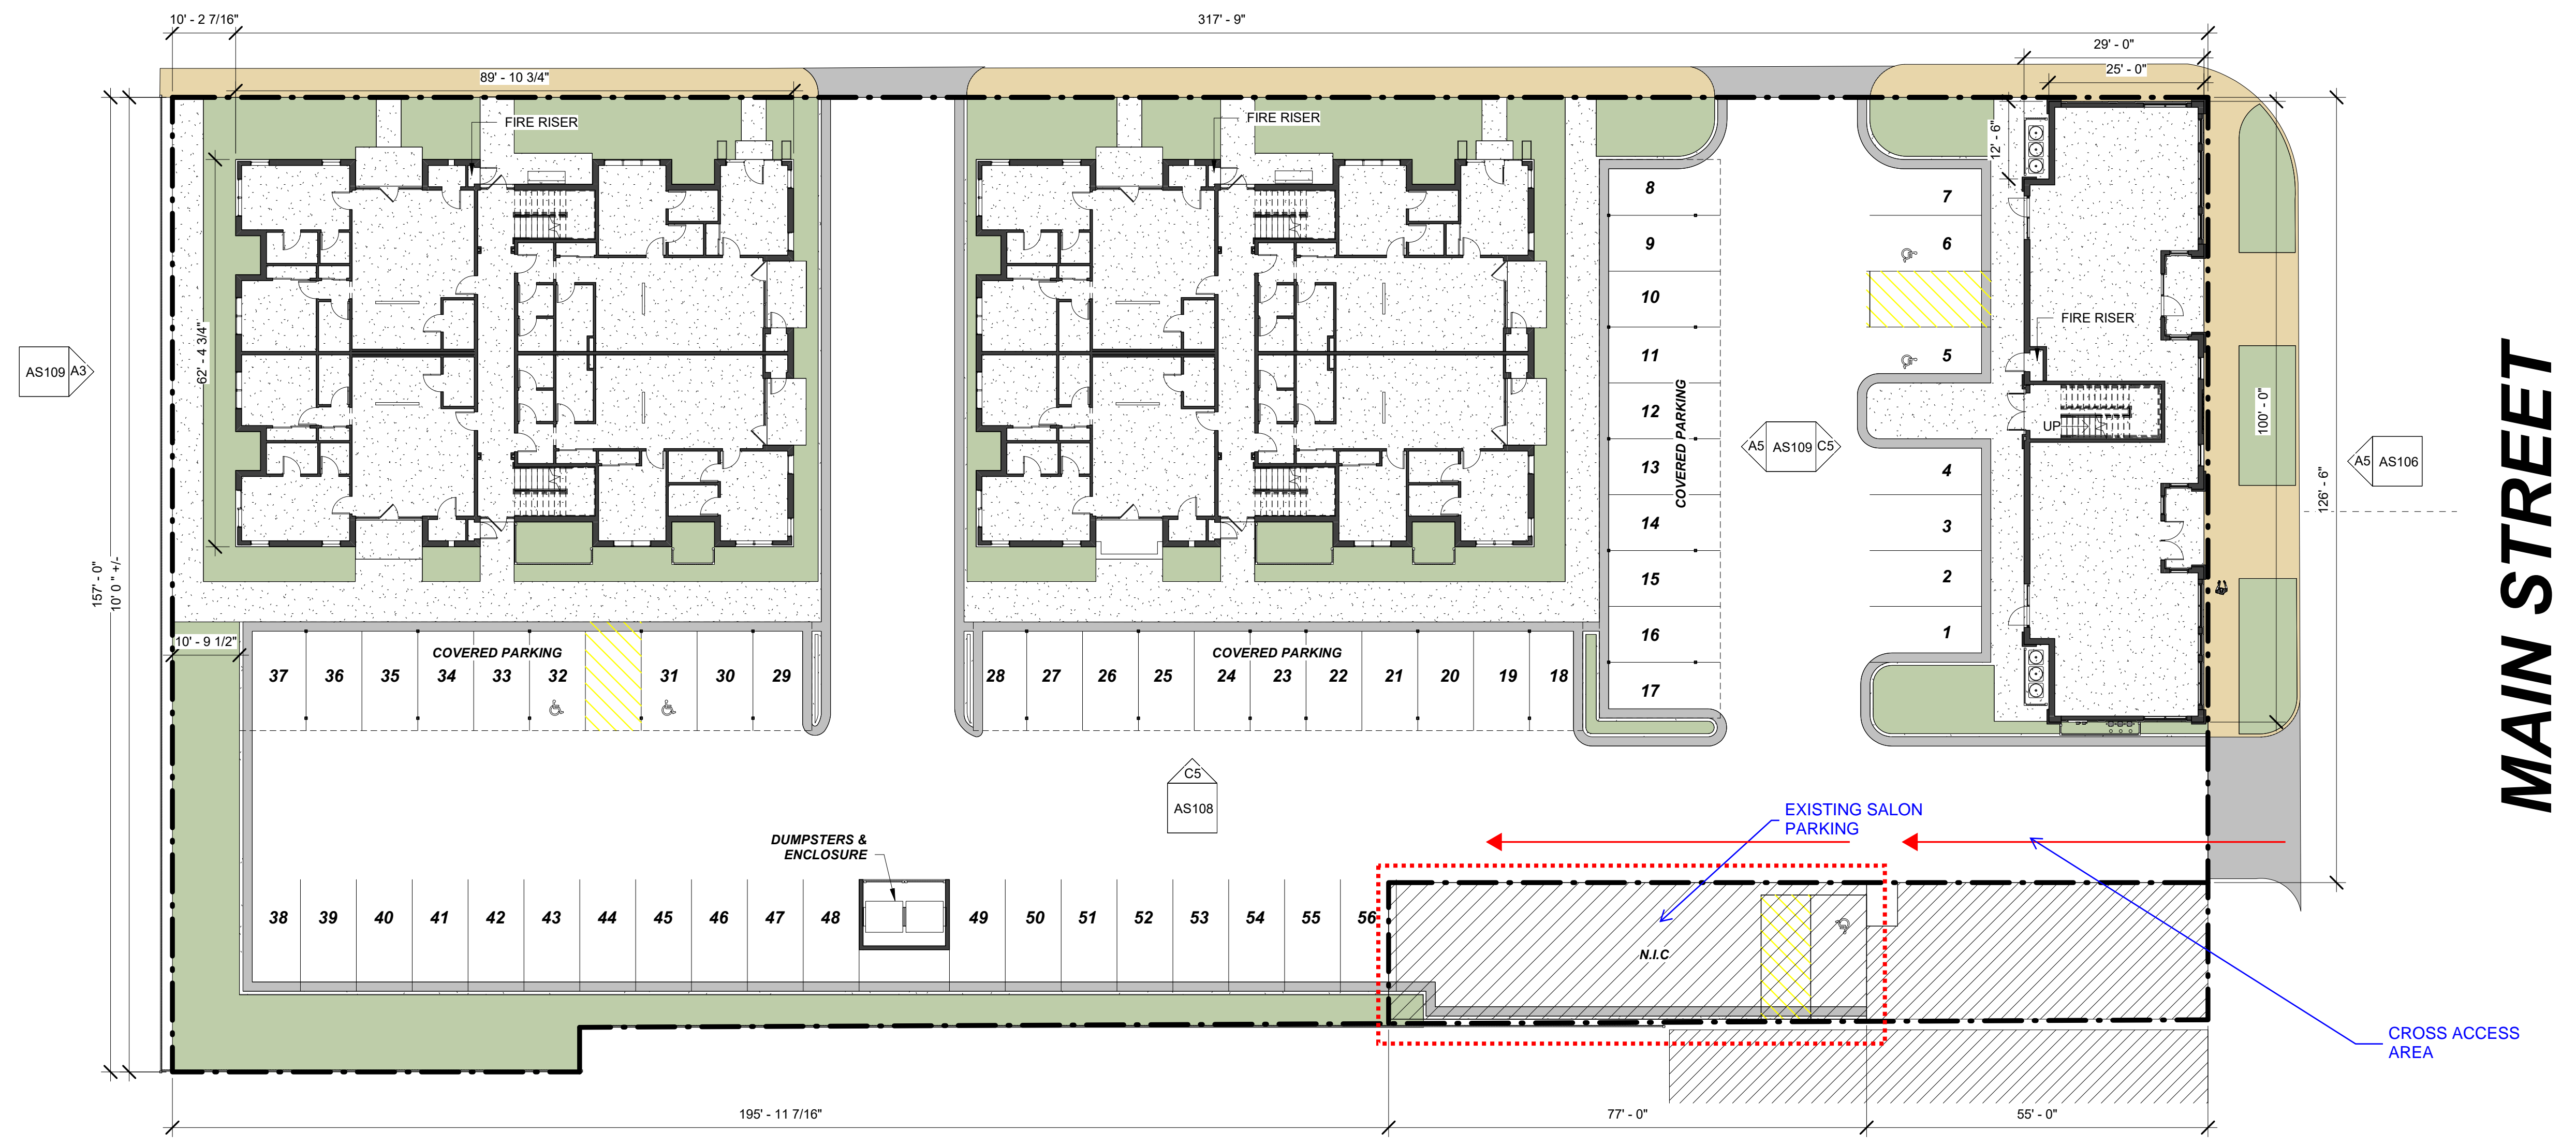 10' - 2 7/16"
317' - 9"
29' - 0"
25' - 0"
89' - 10 3/4"
FIRE RISER
FIRE RISER
12' - 6"
8
7
9
6
10
FIRE RISER
62' - 4 3/4"
11
5
AS109 A3
COVERED PARKING
12
100' - 0"
UP
A5 AS109 C5
A5 AS106
13
4
126' - 6"
14
3
MAIN STREET
157' - 0"
10' 0 " +/-
15
2
16
1
10' - 9 1/2"
COVERED PARKING
COVERED PARKING
37 36 35 34 33 32 31 30 29
28 27 26 25 24 23 22 21 20 19 18
17
C5
AS108
EXISTING SALON
PARKING
DUMPSTERS &
ENCLOSURE
38 39 40 41 42 43 44 45 46 47 48
49 50 51 52 53 54 55 56
N.I.C
CROSS ACCESS
AREA
195' - 11 7/16"
77' - 0"
55' - 0"